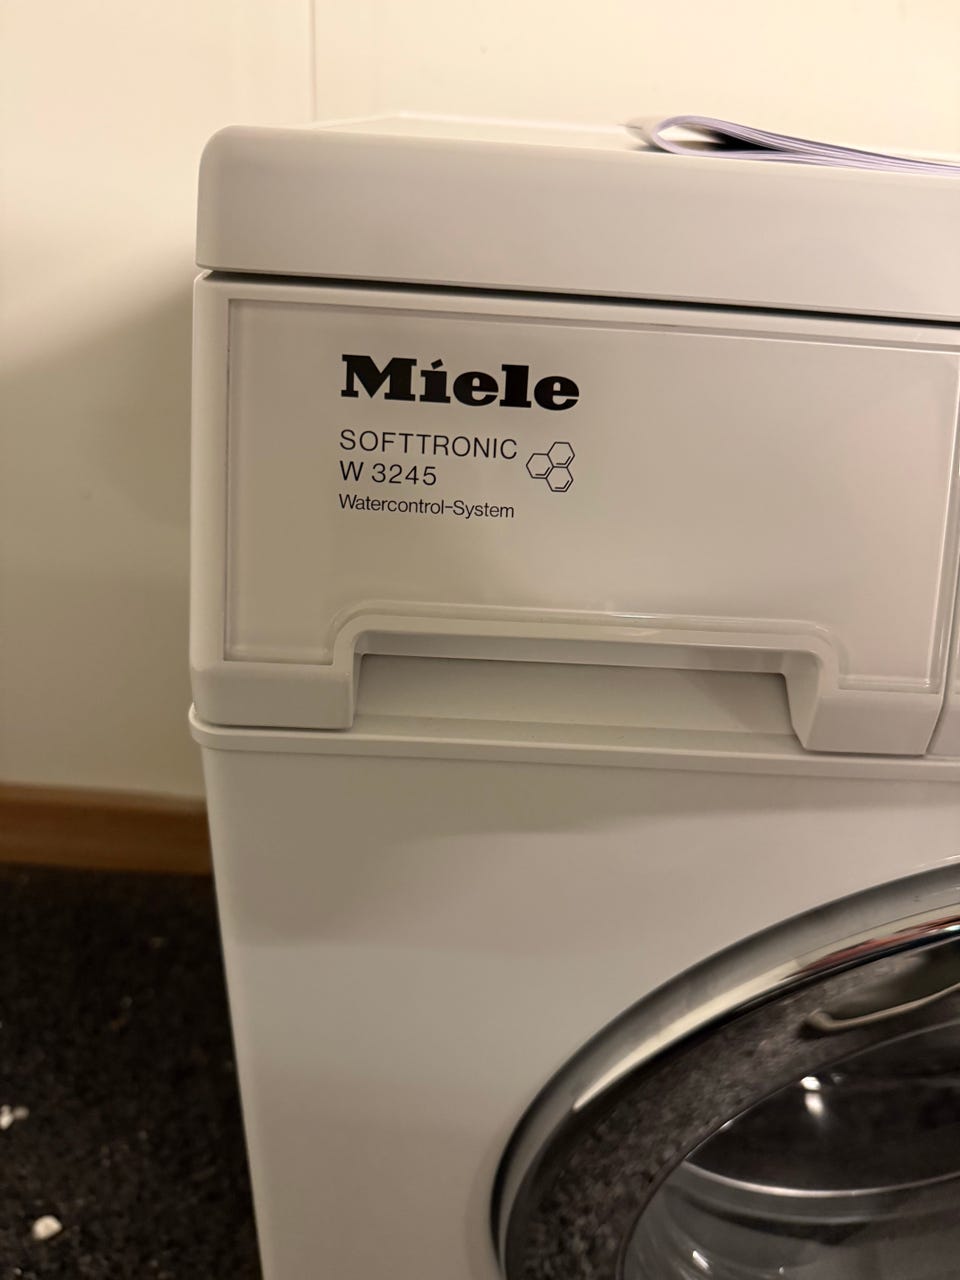 Miele
SOFTTRONIC
W 3245
Watercontrol-System